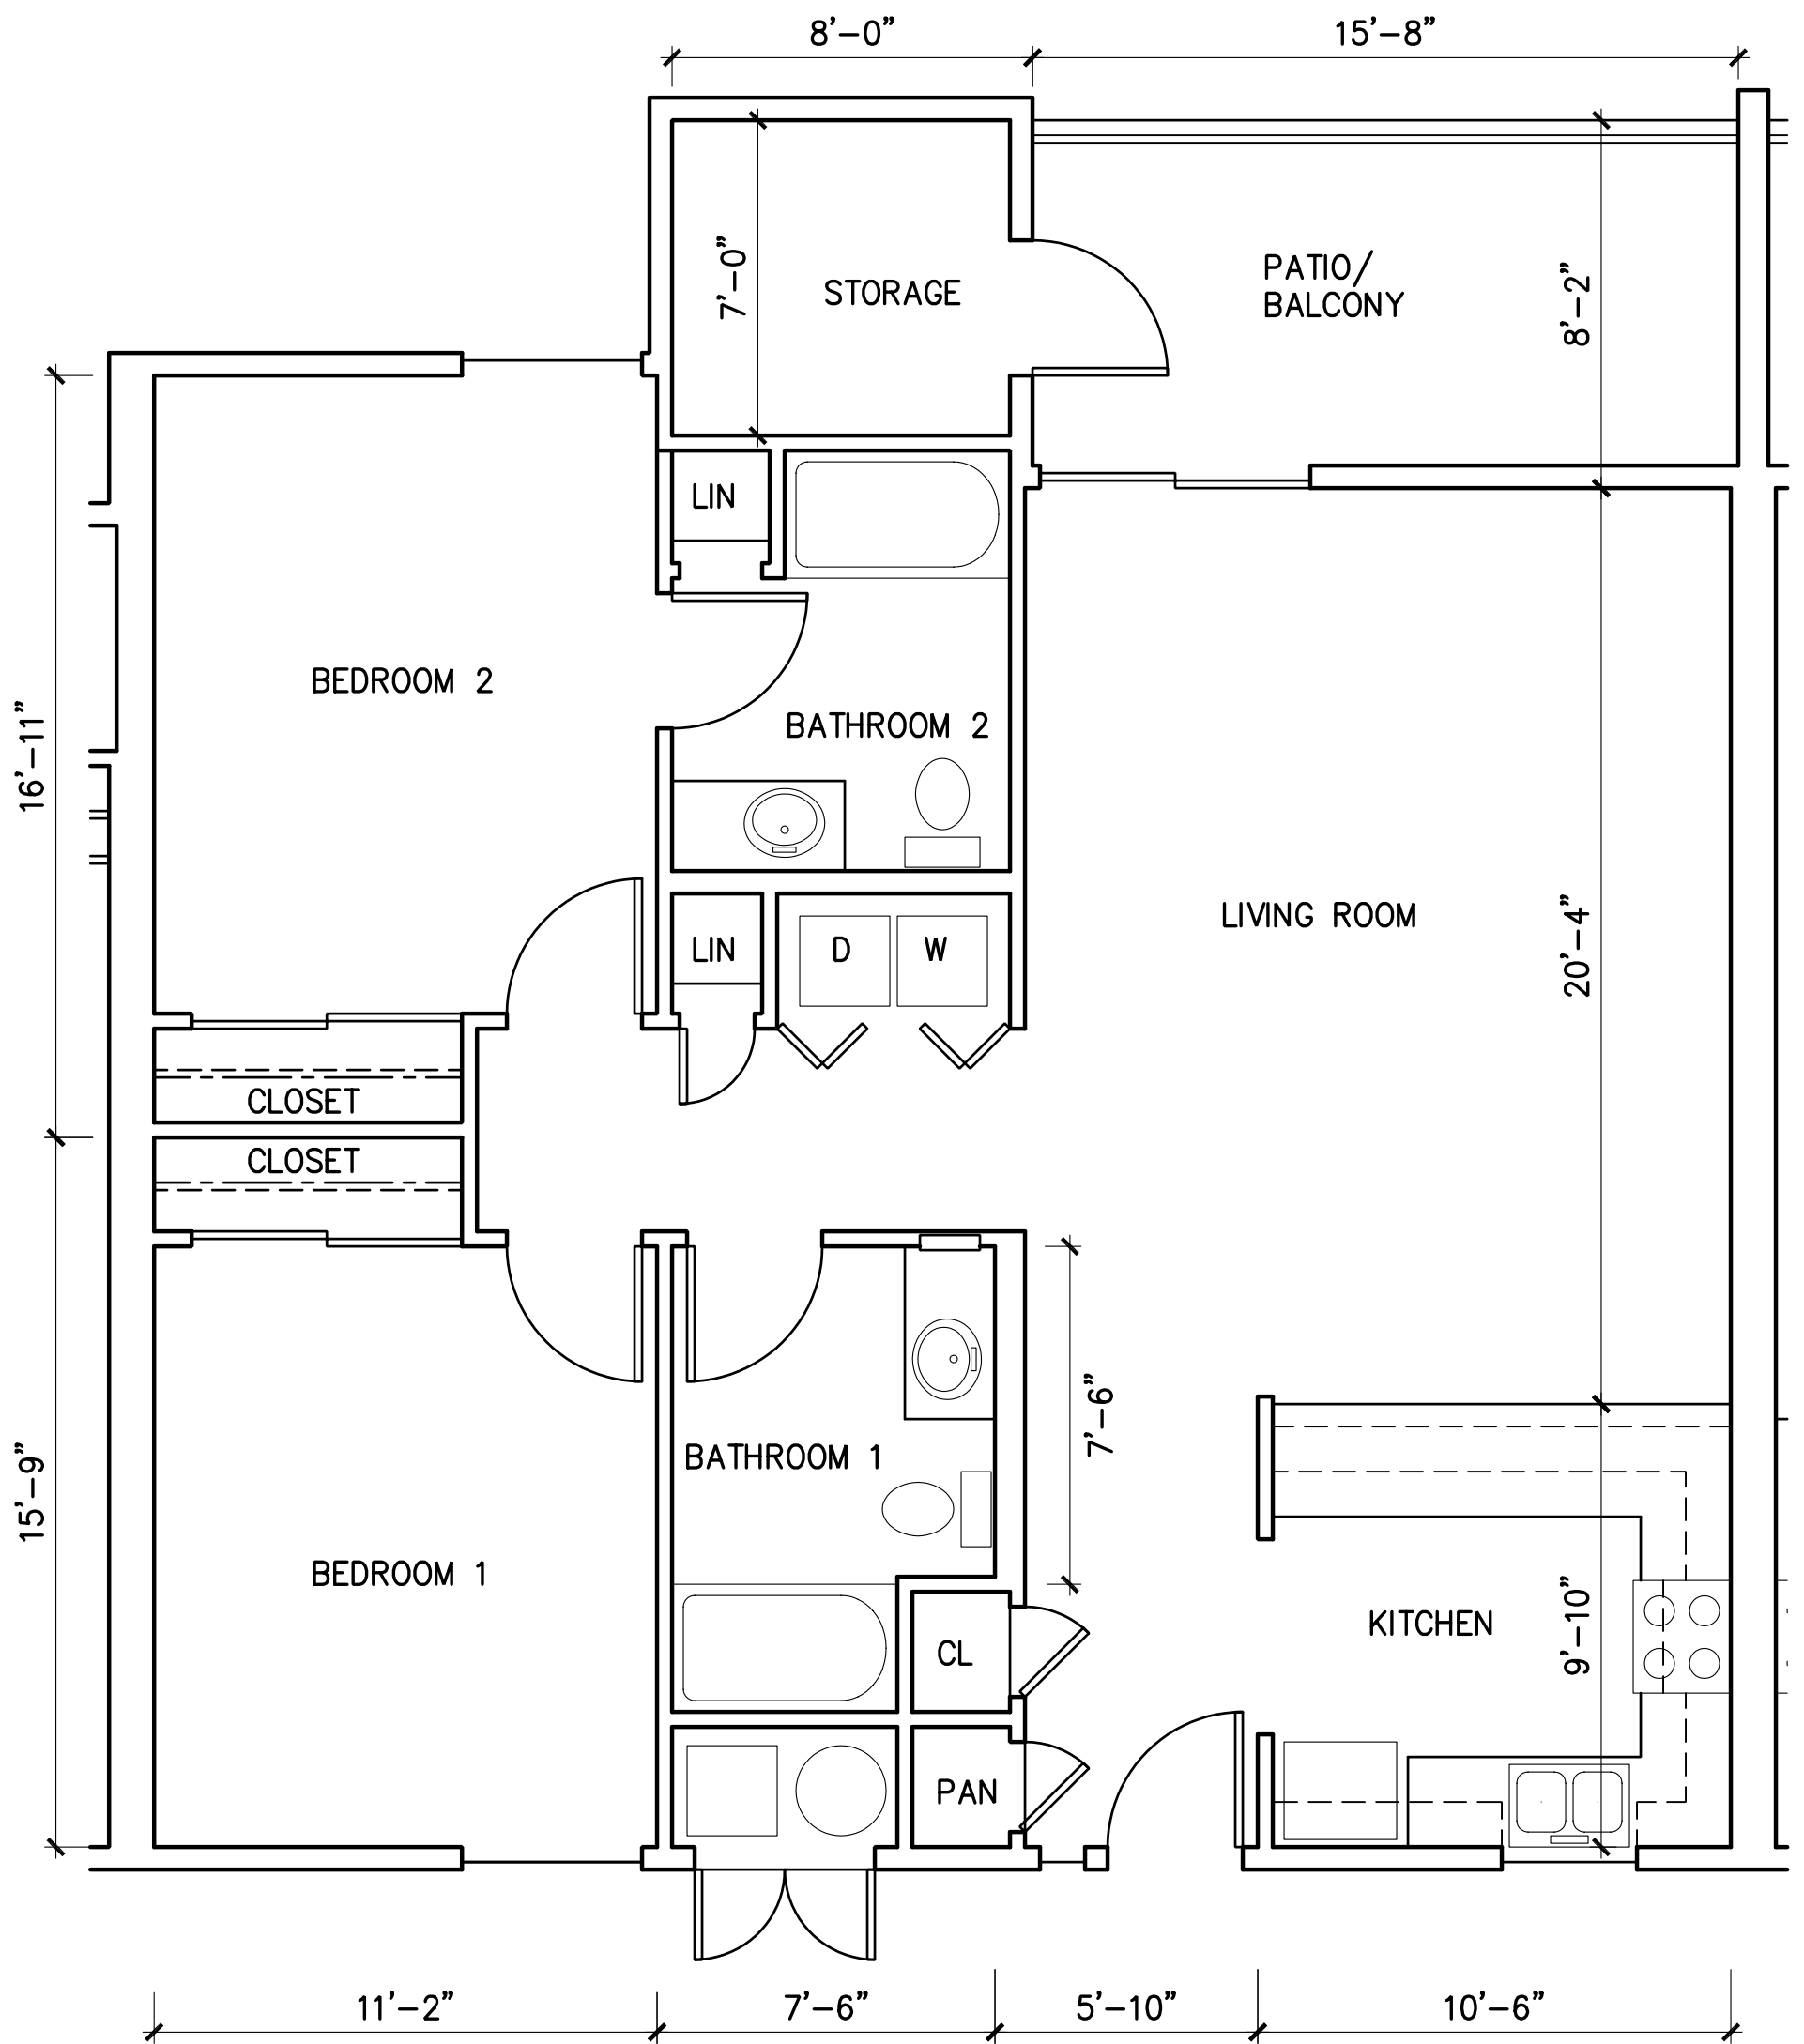 8’-0”
15’-8”
7’-0”
STORAGE
PATIO/
BALCONY
8’-2”
LIN
BEDROOM 2
BATHROOM 2
16’-11”
LIVING ROOM
20’-4”
LIN
D
W
CLOSET
CLOSET
7’-6”
BATHROOM 1
15’-9”
BEDROOM 1
KITCHEN
9’-10”
CL
PAN
11’-2”
7’-6”
5’-10”
10’-6”